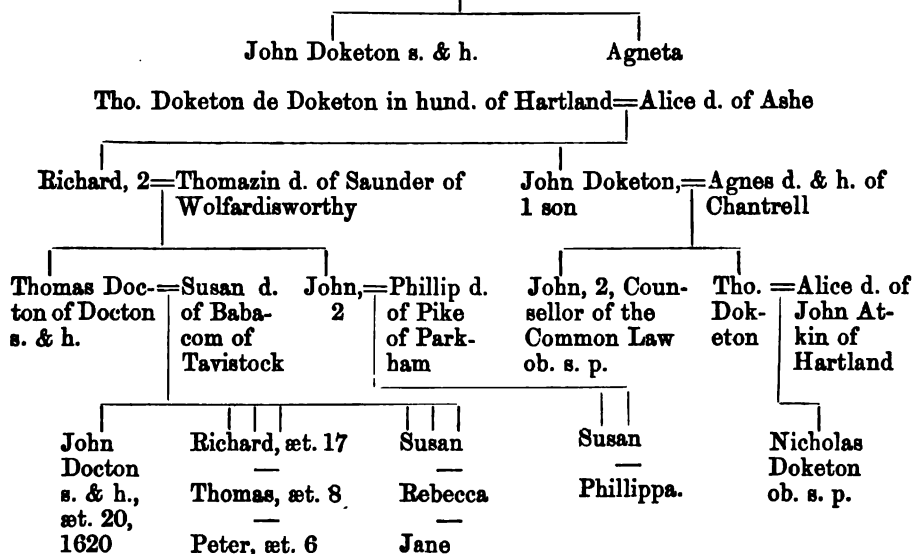 John Doketon s. & h.
Agneta
Tho. Doketon de Doketon in hund. of Hartland=Alice d. of Ashe
Richard, 2=Thomazin d. of Saunder of
Wolfardisworthy
John Doketon,=Agnes d. & h. of
1 son
Chantrell
Thomas Doc-
ton of Docton
s. & h.
=Susan d.
of Baba-
com of
Tavistock
John,
2
=Phillip d.
of Pike
of Park-
ham
John, 2, Coun-
sellor of the
Common Law
ob. s. p.
Tho.
Dok-
eton
=Alice d. of
John At-
kin of
Hartland
John
Docton
s. & h.,
æt. 20,
1620
Richard, æt. 17
—
Thomas, æt. 8
—
Peter, æt. 6
Susan
—
Rebecca
—
Jane
Susan
—
Phillippa.
Nicholas
Doketon
ob. s. p.